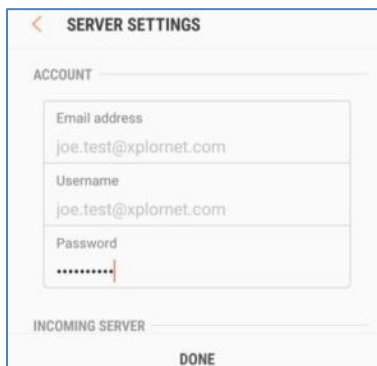 SERVER SETTINGS
ACCOUNT
Email address
joe.test@xplornet.com
Username
joe.test@xplornet.com
Password
••••••••••
INCOMING SERVER
DONE